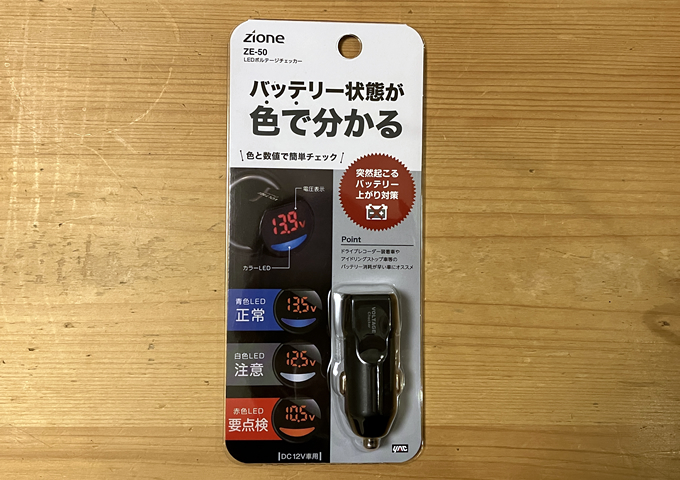 zione
ZE-50
LEDボルテージチェッカー
バッテリー状態が
色で分かる
色と数値で簡単チェック
突然起こる
バッテリー
上がり対策
電圧表示
13.9V
カラーLED
Point
ドライブレコーダー装着車や
アイドリングストップ車等の
バッテリー消耗が早い車にオススメ
青色LED
正常
13.5V
白色LED
注意
12.5V
赤色LED
要点検
10.5V
VOLTAGE
Checker
DC12V車用
YAC